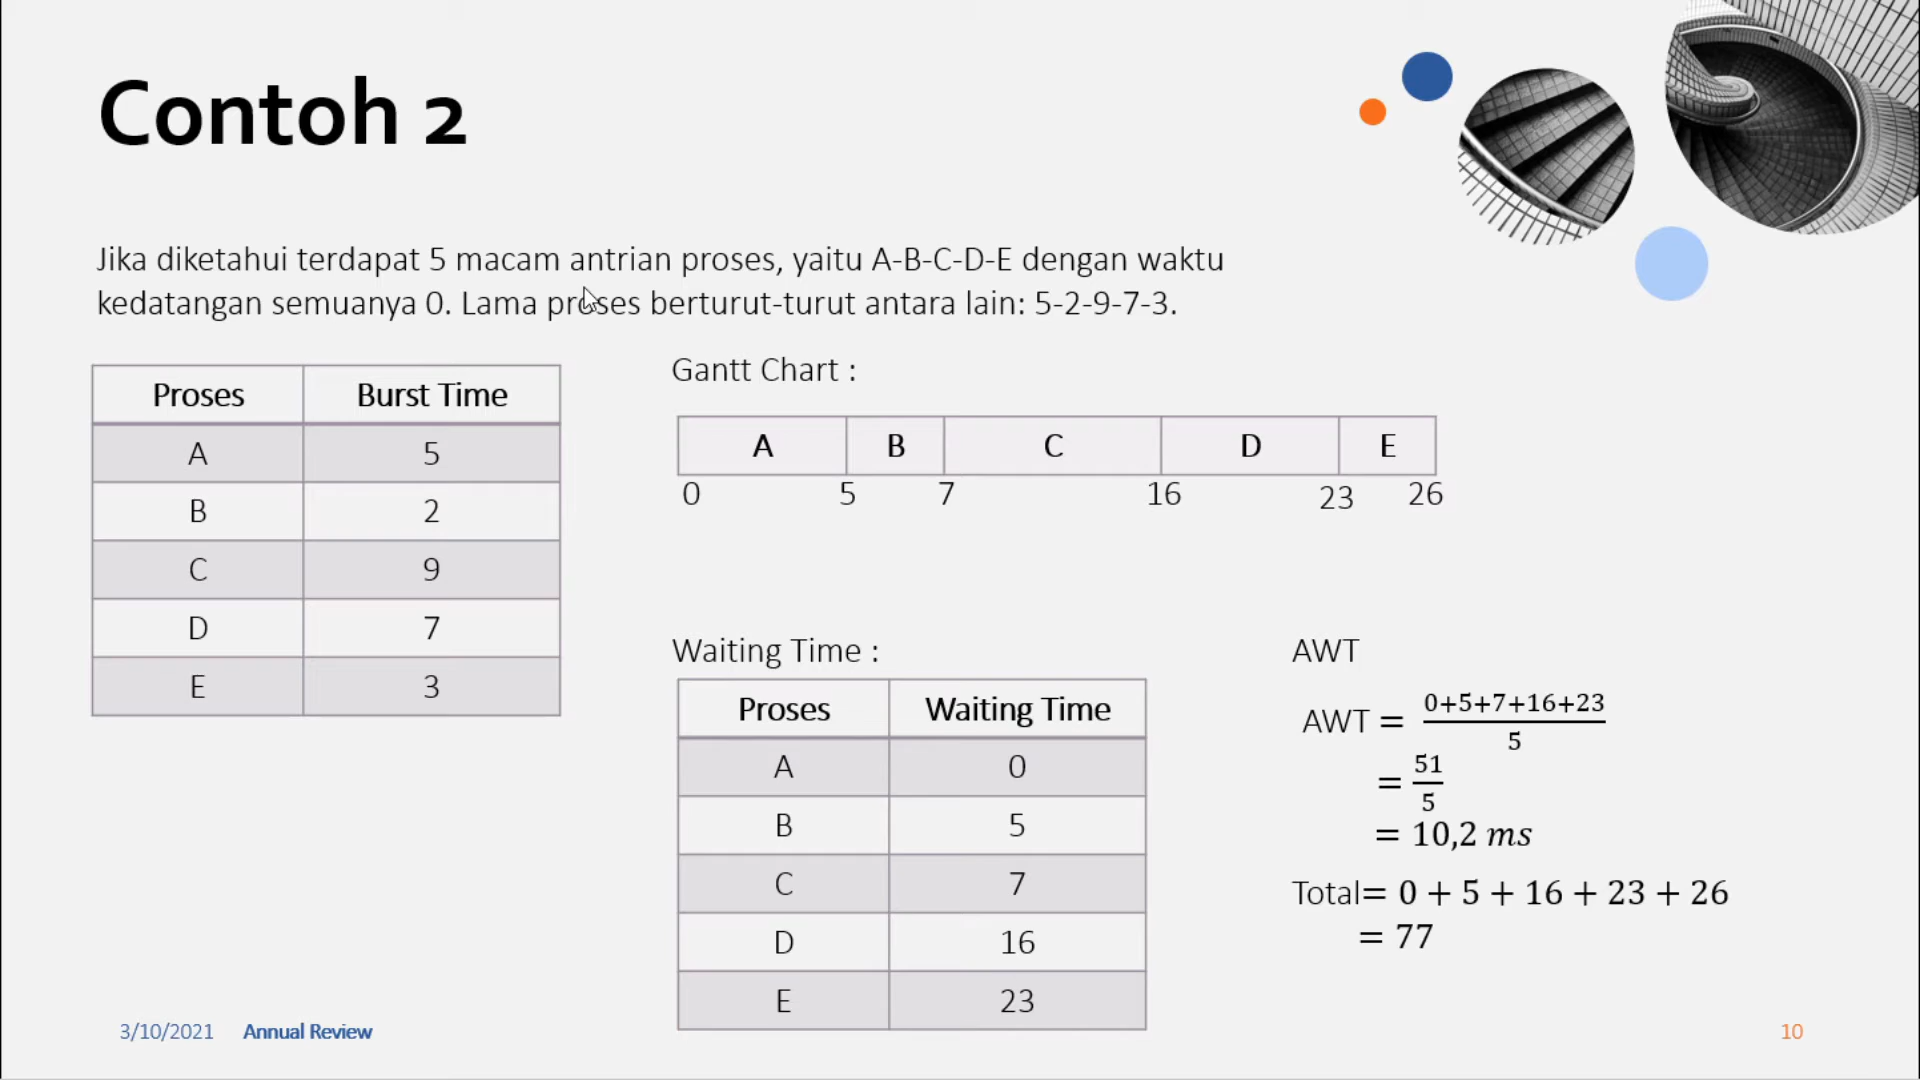 Contoh 2
Jika diketahui terdapat 5 macam antrian proses, yaitu A-B-C-D-E dengan waktu
kedatangan semuanya 0. Lama proses berturut-turut antara lain: 5-2-9-7-3.
Proses Burst Time
A 5
B 2
C 9
D 7
E 3
Gantt Chart :
A B C D E
0 5 7 16 23 26
Waiting Time :
Proses Waiting Time
A 0
B 5
C 7
D 16
E 23
AWT
AWT = 0+5+7+16+23
5
= 51
5
= 10,2 ms
Total= 0 + 5 + 16 + 23 + 26
= 77
3/10/2021 Annual Review 10